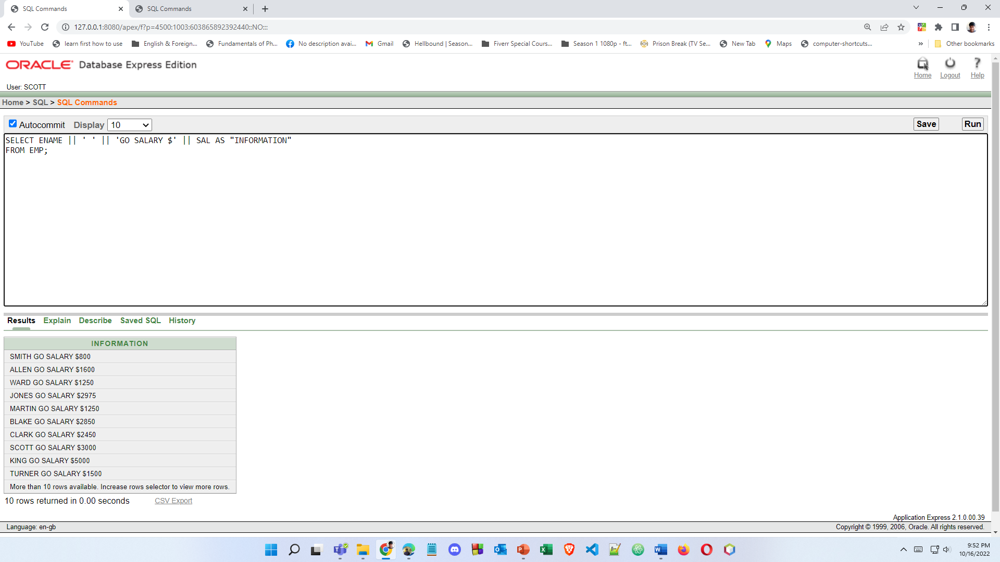 SQL Commands
SQL Commands
127.0.0.1:8080/apex/f?p=4500:1003:603865892392440::NO:::
YouTube
learn first how to use
English & Foreign...
Fundamentals of Ph...
No description avai...
Gmail
Hellbound | Season...
Fiverr Special Cours...
Season 1 1080p - ft...
Prison Break (TV Se...
New Tab
Maps
computer-shortcuts...
»
Other bookmarks
ORACLE Database Express Edition
Home
Logout
Help
User: SCOTT
Home > SQL > SQL Commands
Autocommit
Display
10
Save
Run
SELECT ENAME || ' ' || 'GO SALARY $' || SAL AS "INFORMATION"
FROM EMP;
Results
Explain
Describe
Saved SQL
History
INFORMATION
SMITH GO SALARY $800
ALLEN GO SALARY $1600
WARD GO SALARY $1250
JONES GO SALARY $2975
MARTIN GO SALARY $1250
BLAKE GO SALARY $2850
CLARK GO SALARY $2450
SCOTT GO SALARY $3000
KING GO SALARY $5000
TURNER GO SALARY $1500
More than 10 rows available. Increase rows selector to view more rows.
10 rows returned in 0.00 seconds
CSV Export
Application Express 2.1.0.00.39
Language: en-gb
Copyright © 1999, 2006, Oracle. All rights reserved.
9:52 PM
10/16/2022